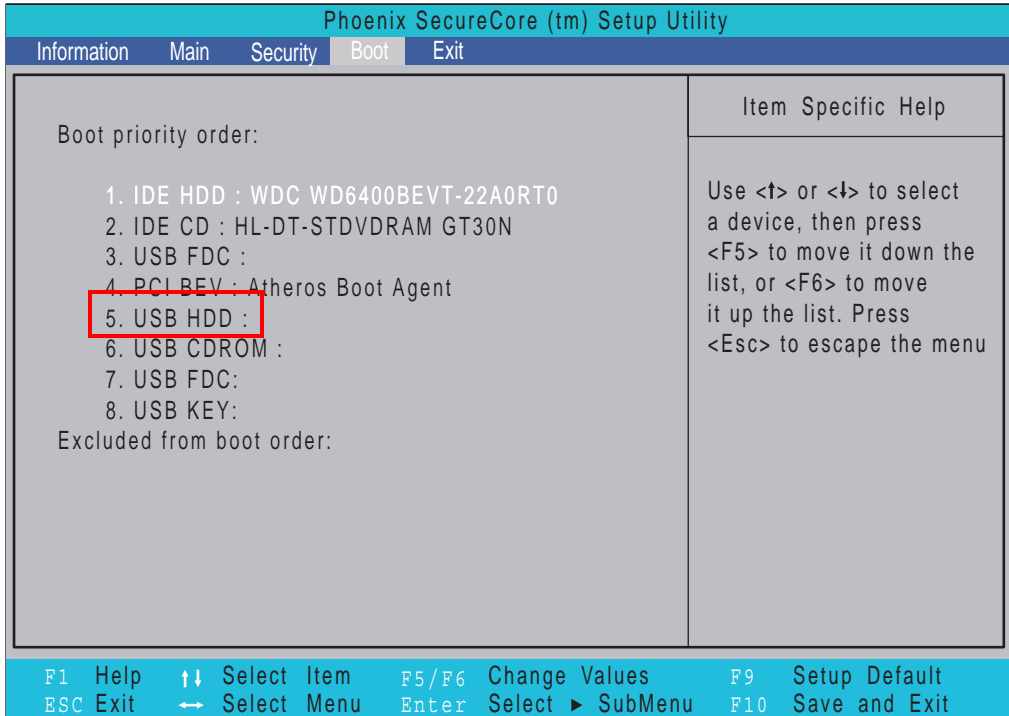 Phoenix SecureCore (tm) Setup Utility
Information Main Security Boot Exit
Boot priority order:
1. IDE HDD : WDC WD6400BEVT-22A0RT0
2. IDE CD : HL-DT-STDVDRAM GT30N
3. USB FDC :
4. PCI BEV : Atheros Boot Agent
5. USB HDD :
6. USB CDROM :
7. USB FDC:
8. USB KEY:
Excluded from boot order:
Item Specific Help
Use <↑> or <↓> to select
a device, then press
<F5> to move it down the
list, or <F6> to move
it up the list. Press
<Esc> to escape the menu
F1 Help ↑↓ Select Item F5/F6 Change Values F9 Setup Default
ESC Exit ↔ Select Menu Enter Select ► SubMenu F10 Save and Exit